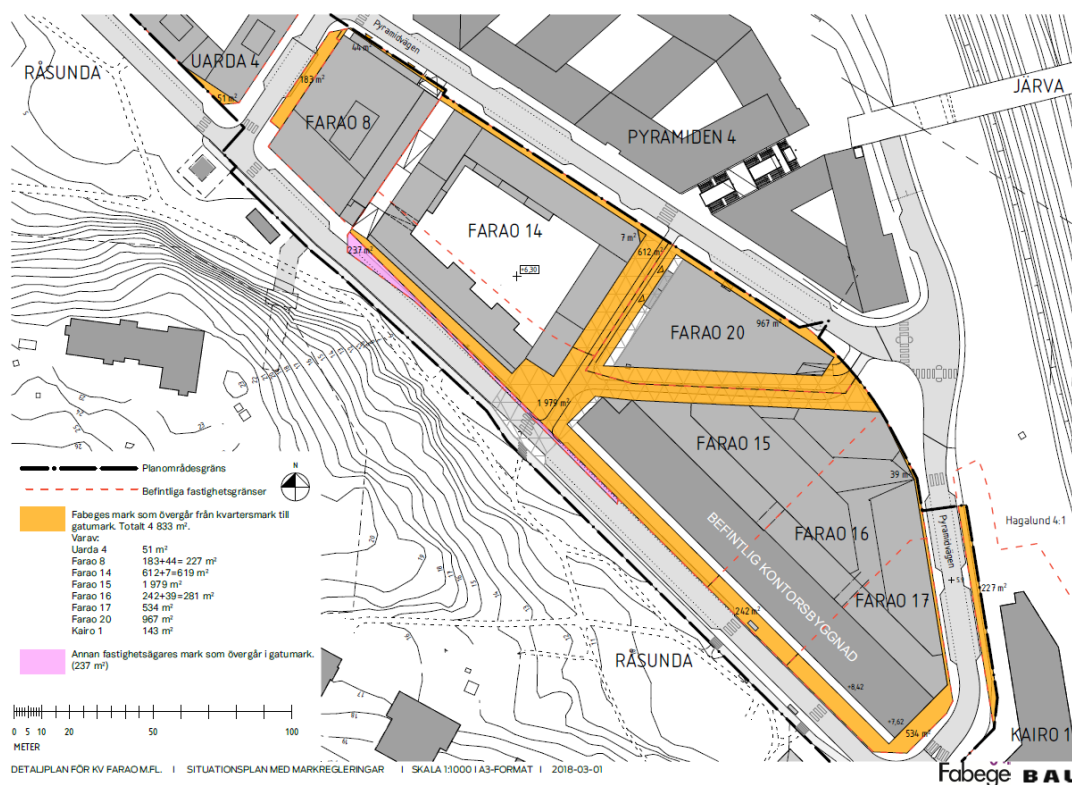 Pyramidvägen
44 m²
UARDA 4
RÅSUNDA
183 m²
51 m²
JÄRVA
FARAO 8
PYRAMIDEN 4
FARAO 14
7 m²
237 m²
612 m²
+6,30
967 m²
FARAO 20
1 979 m²
FARAO 15
39 m²
BEFINTLIG KONTORSBYGGNAD
FARAO 16
Pyramidvägen
Hagalund 4:1
227 m²
FARAO 17
242 m²
RÅSUNDA
+8,42
+7,62
534 m²
KAIRO 1
Planområdesgräns
Befintliga fastighetsgränser
N
Fabeges mark som övergår från kvartersmark till
gatumark. Totalt 4 833 m².
Varav:
Uarda 4 51 m²
Farao 8 183+44= 227 m²
Farao 14 612+7=619 m²
Farao 15 1 979 m²
Farao 16 242+39=281 m²
Farao 17 534 m²
Farao 20 967 m²
Kairo 1 143 m²
Annan fastighetsägares mark som övergår i gatumark.
(237 m²)
0 5 10 20 50 100
METER
DETALJPLAN FÖR KV FARAO M.FL. I SITUATIONSPLAN MED MARKREGLERINGAR I SKALA 1:1000 I A3-FORMAT I 2018-03-01
Fabege BAU